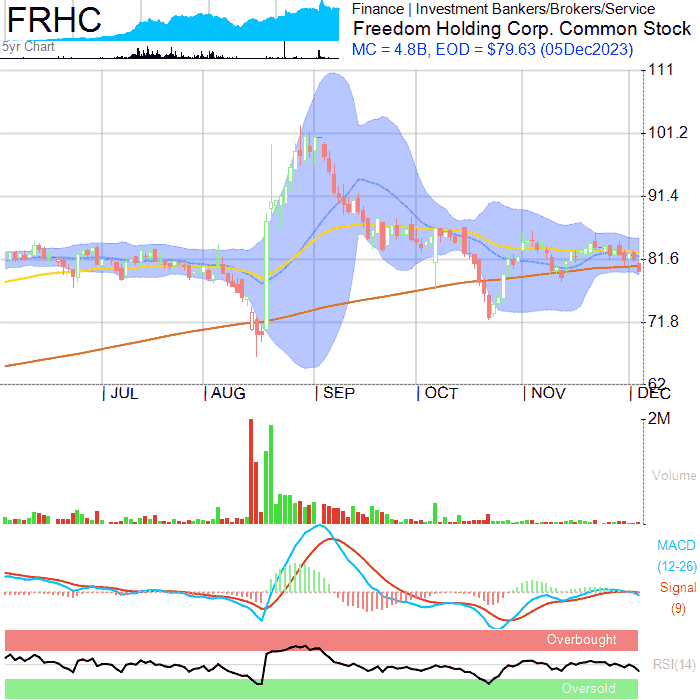 FRHC
5yr Chart
Finance | Investment Bankers/Brokers/Service
Freedom Holding Corp. Common Stock
MC = 4.8B, EOD = $79.63 (05Dec2023)
111
101.2
91.4
81.6
71.8
62
JUL AUG SEP OCT NOV DEC
2M
Volume
MACD
(12-26)
Signal
(9)
Overbought
RSI(14)
Oversold